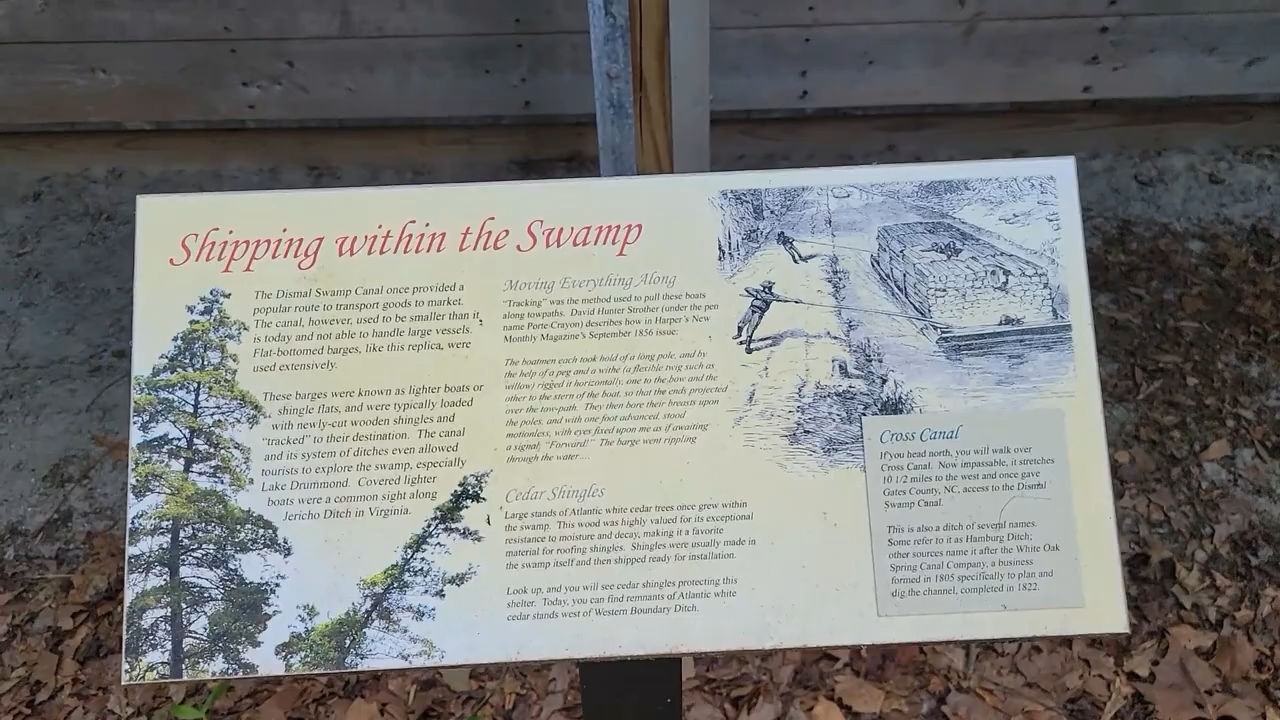 Shipping within the Swamp
The Dismal Swamp Canal once provided a
popular route to transport goods to market.
The canal, however, used to be smaller than it
is today and not able to handle large vessels.
Flat-bottomed barges, like this replica, were
used extensively.
These barges were known as lighter boats or
shingle flats, and were typically loaded
with newly-cut wooden shingles and
"tracked" to their destination. The canal
and its system of ditches even allowed
tourists to explore the swamp, especially
Lake Drummond. Covered lighter
boats were a common sight along
Jericho Ditch in Virginia.
Moving Everything Along
"Tracking" was the method used to pull these boats
along towpaths. David Hunter Strother (under the pen
name Porte-Crayon) describes how in Harper's New
Monthly Magazine's September 1856 issue:
The boatmen each took hold of a long pole, and by
the help of a peg and a withe (a flexible twig such as
willow) rigged it horizontally, one to the bow and the
other to the stern of the boat, so that the ends projected
over the tow-path. They then bore their breasts upon
the poles, and with one foot advanced, stood
motionless, with eyes fixed upon me as if awaiting
a signal; "Forward!" The barge went rippling
through the water....
Cedar Shingles
Large stands of Atlantic white cedar trees once grew within
the swamp. This wood was highly valued for its exceptional
resistance to moisture and decay, making it a favorite
material for roofing shingles. Shingles were usually made in
the swamp itself and then shipped ready for installation.
Look up, and you will see cedar shingles protecting this
shelter. Today, you can find remnants of Atlantic white
cedar stands west of Western Boundary Ditch.
Cross Canal
If you head north, you will walk over
Cross Canal. Now impassable, it stretches
10 1/2 miles to the west and once gave
Gates County, NC, access to the Dismal
Swamp Canal.
This is also a ditch of several names.
Some refer to it as Hamburg Ditch;
other sources name it after the White Oak
Spring Canal Company, a business
formed in 1805 specifically to plan and
dig the channel, completed in 1822.